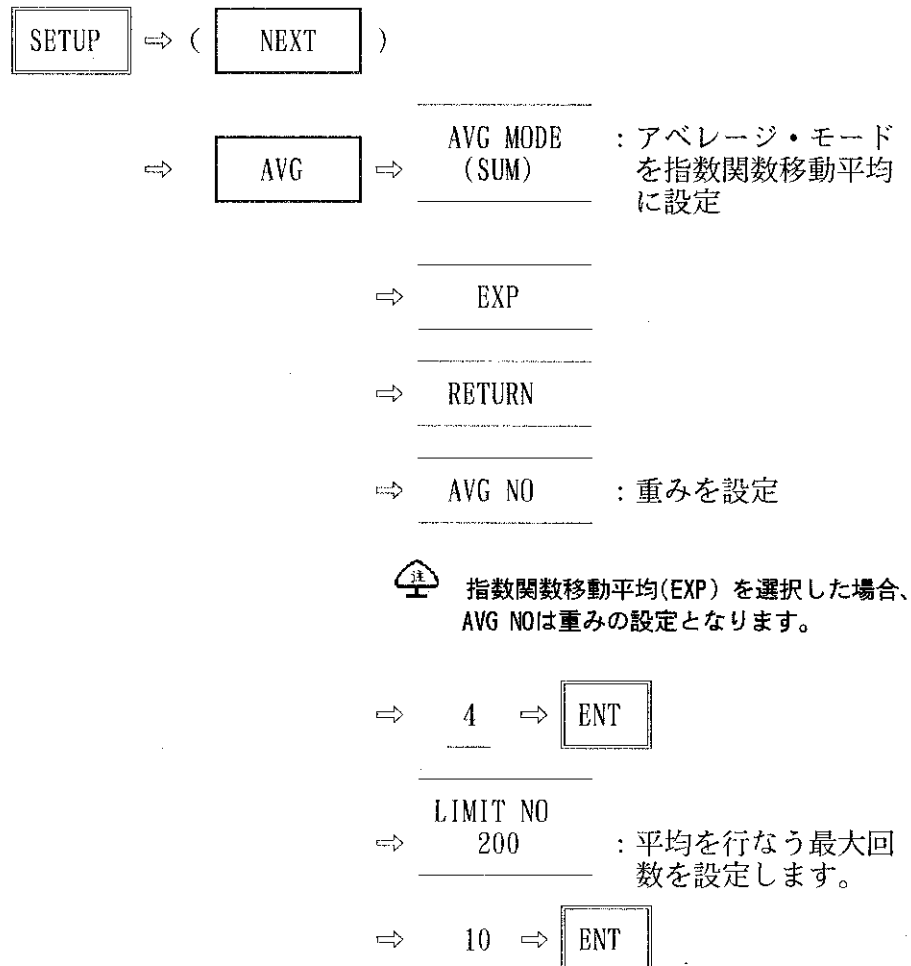 SETUP ⇨ ( NEXT )
⇨ AVG ⇨ AVG MODE : アベレージ・モード
(SUM) を指数関数移動平均
に設定
⇨ EXP
⇨ RETURN
⇨ AVG NO : 重みを設定
注 指数関数移動平均(EXP) を選択した場合、
AVG NOは重みの設定となります。
⇨ 4 ⇨ ENT
LIMIT NO
⇨ 200 : 平均を行なう最大回
数を設定します。
⇨ 10 ⇨ ENT